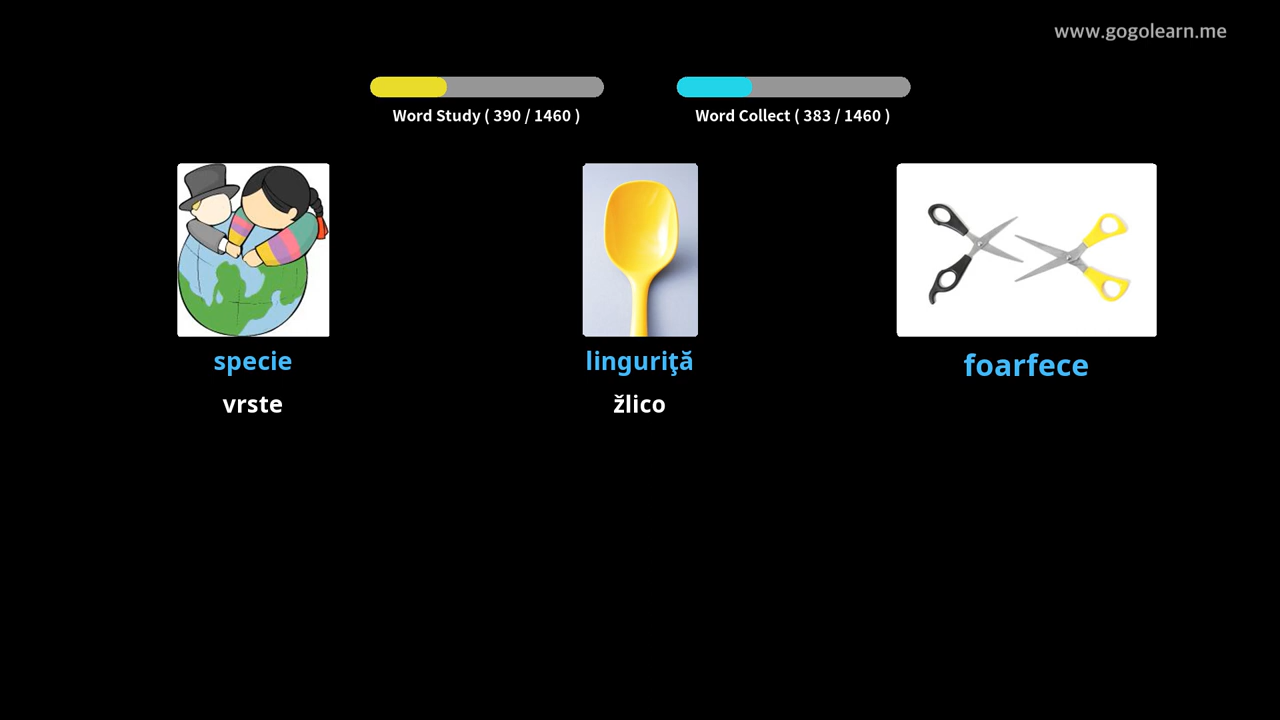 www.gogolearn.me
Word Study ( 390 / 1460 )
Word Collect ( 383 / 1460 )
specie
linguriţă
foarfece
vrste
žlico